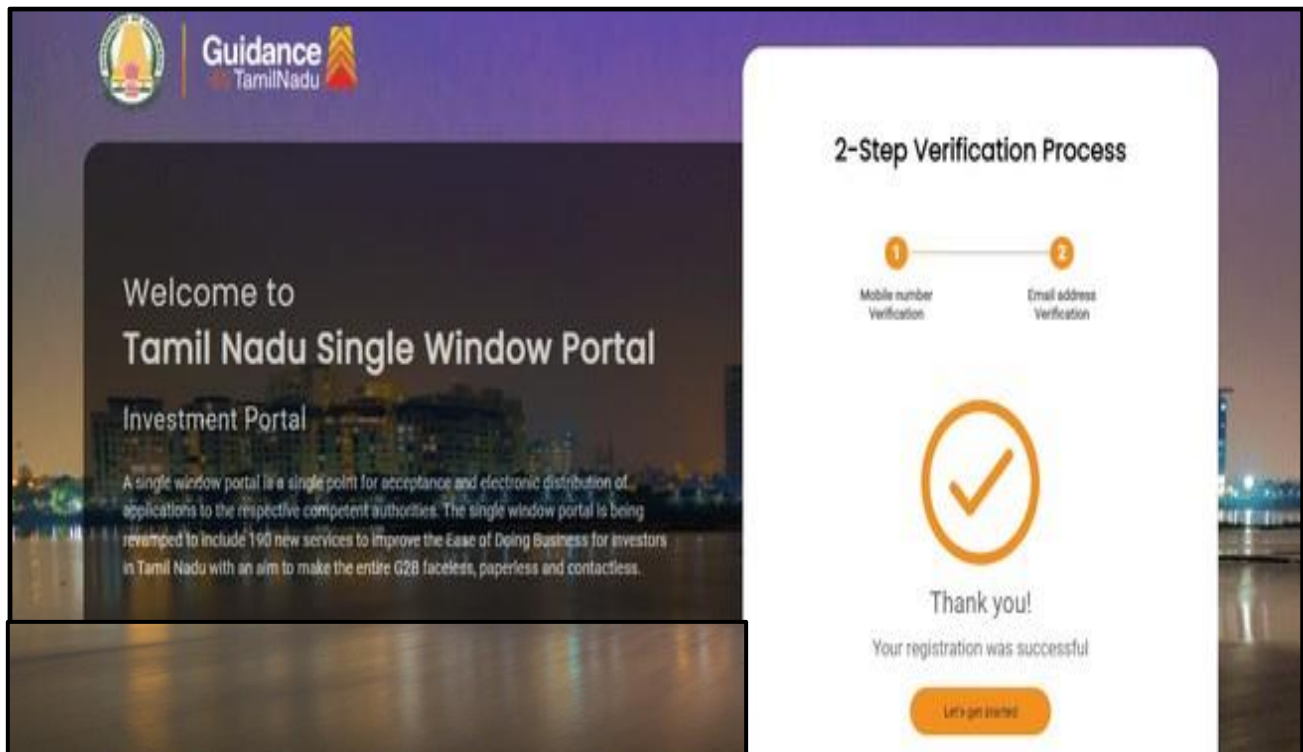 Guidance
TamilNadu
Welcome to
Tamil Nadu Single Window Portal
Investment Portal
A single window portal is a single point for acceptance and electronic distribution of
applications to the respective competent authorities. The single window portal is being
revamped to include 190 new services to improve the Ease of Doing Business for investors
in Tamil Nadu with an aim to make the entire G2B faceless, paperless and contactless.
2-Step Verification Process
1
2
Mobile number
Verification
Email address
Verification
Thank you!
Your registration was successful
Let's get started